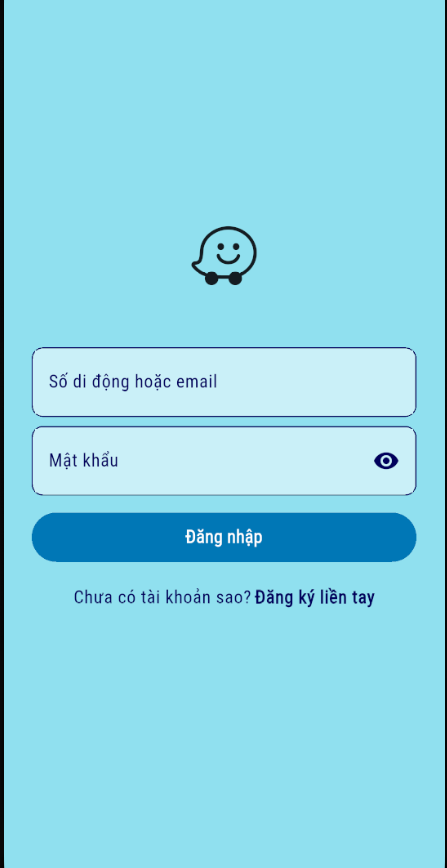 Số di động hoặc email
Mật khẩu
Đăng nhập
Chưa có tài khoản sao? Đăng ký liền tay